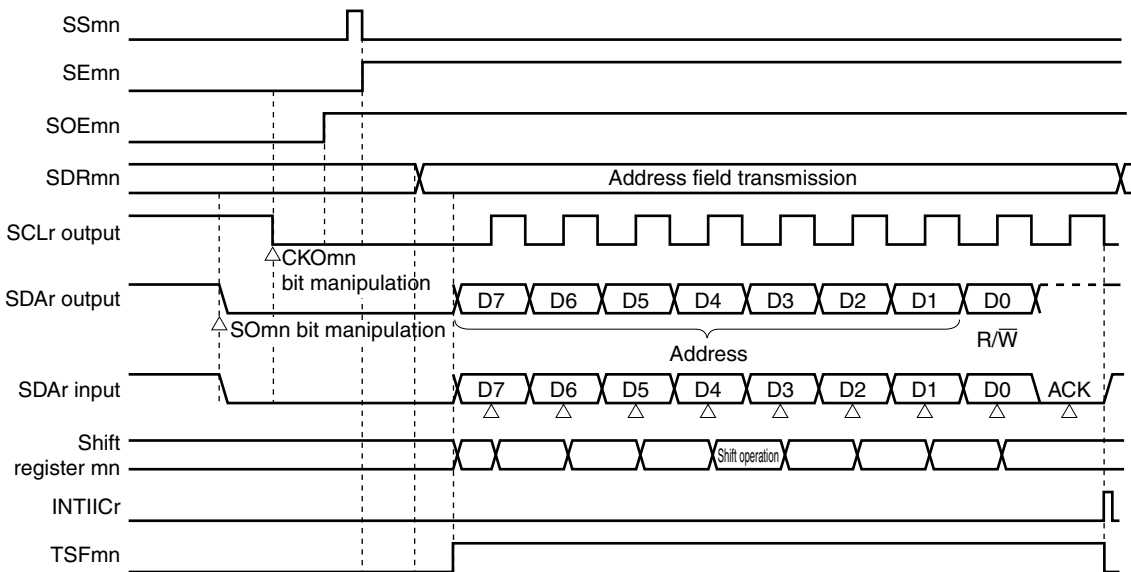 SSmn
SEmn
SOEmn
SDRmn
Address field transmission
SCLr output
CKOmn
bit manipulation
SDAr output
D7 D6 D5 D4 D3 D2 D1 D0
SOmn bit manipulation
Address
R/W̅
SDAr input
D7 D6 D5 D4 D3 D2 D1 D0 ACK
Shift
register mn
Shift operation
INTIICr
TSFmn